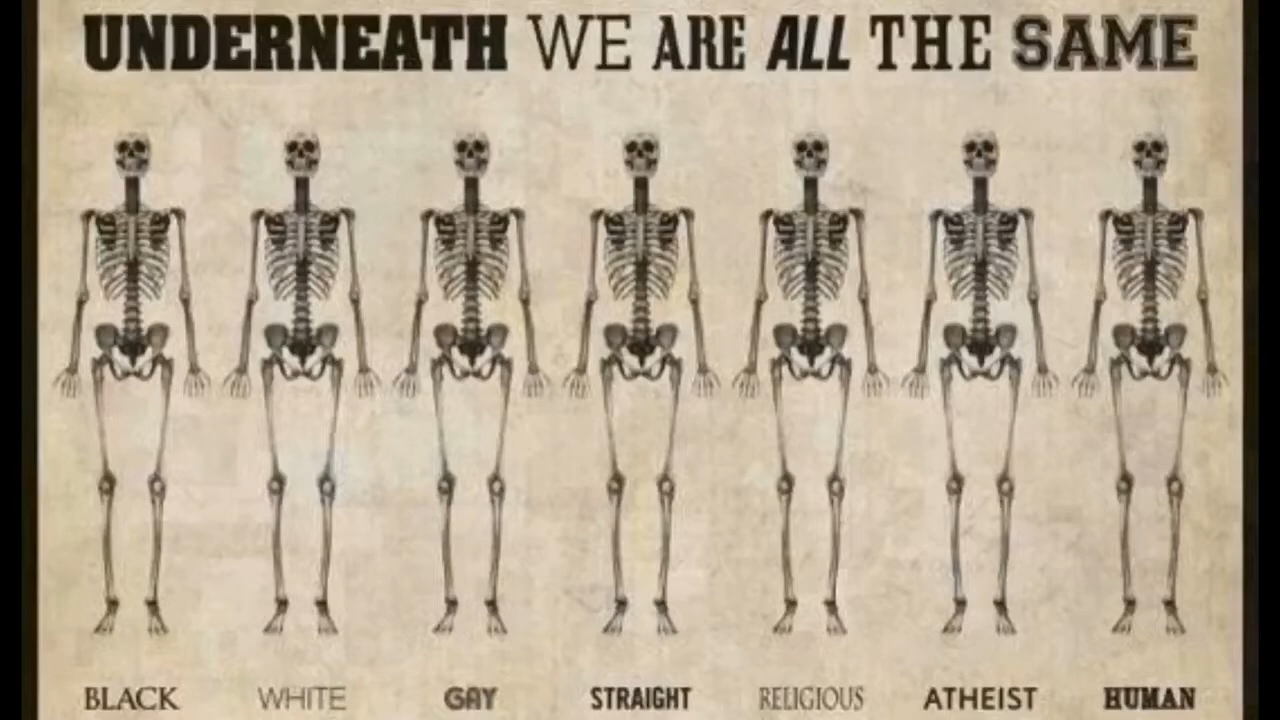 UNDERNEATH WE ARE ALL THE SAME
BLACK WHITE GAY STRAIGHT RELIGIOUS ATHEIST HUMAN